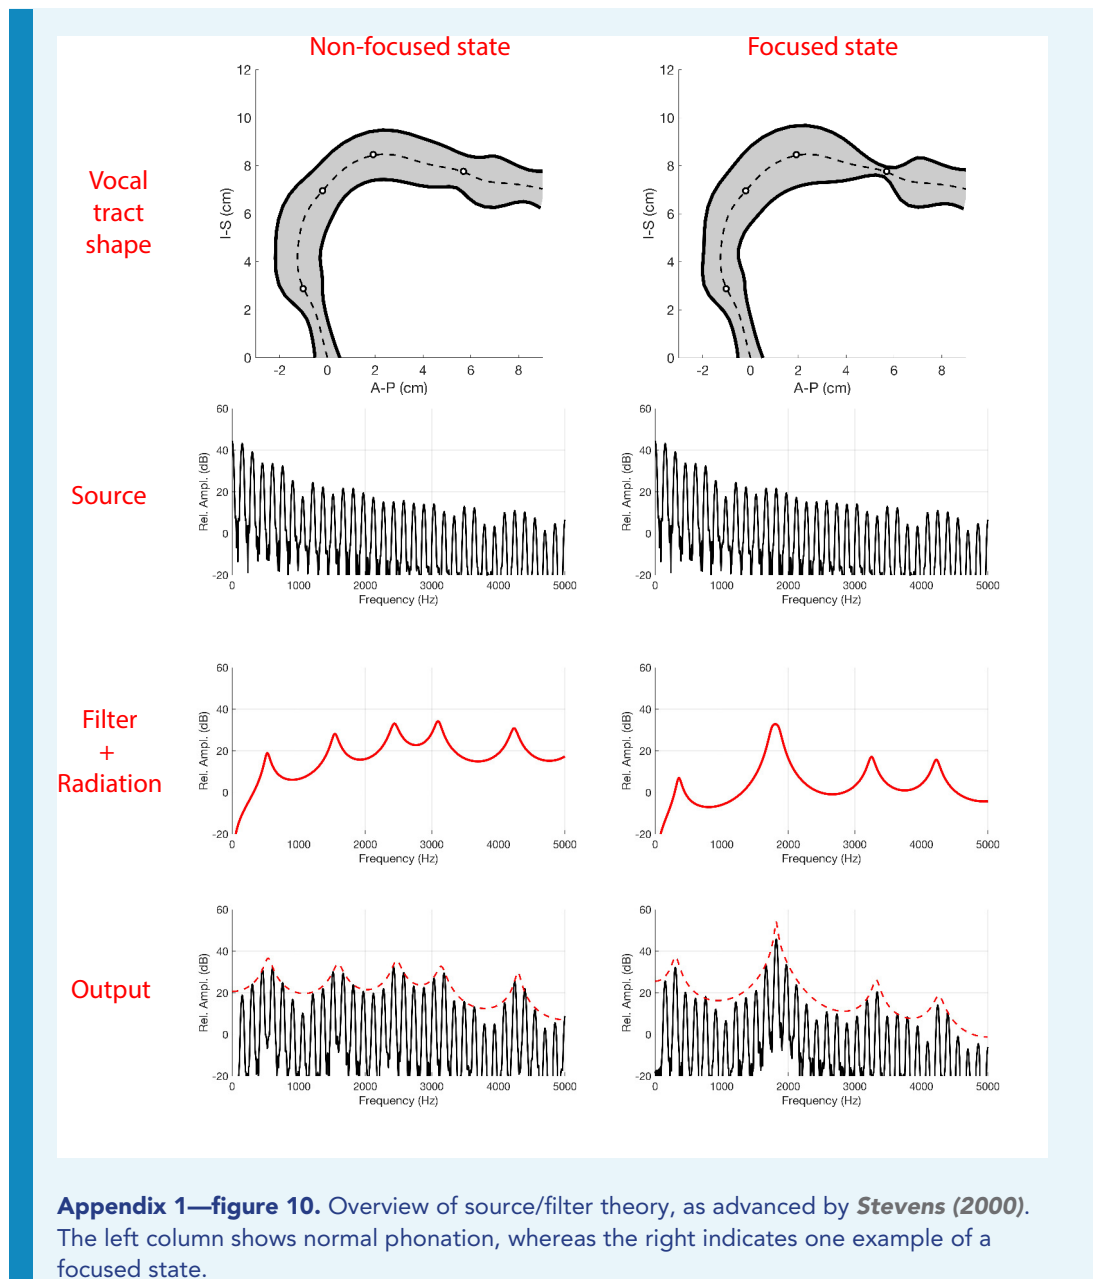 Non-focused state
Focused state
Vocal
tract
shape
12
10
8
6
4
2
0
I-S (cm)
-2 0 2 4 6 8
A-P (cm)
12
10
8
6
4
2
0
I-S (cm)
-2 0 2 4 6 8
A-P (cm)
Source
60
40
20
0
-20
Rel. Ampl. (dB)
0 1000 2000 3000 4000 5000
Frequency (Hz)
60
40
20
0
-20
Rel. Ampl. (dB)
0 1000 2000 3000 4000 5000
Frequency (Hz)
Filter
+
Radiation
60
40
20
0
-20
Rel. Ampl. (dB)
0 1000 2000 3000 4000 5000
Frequency (Hz)
60
40
20
0
-20
Rel. Ampl. (dB)
0 1000 2000 3000 4000 5000
Frequency (Hz)
Output
60
40
20
0
-20
Rel. Ampl. (dB)
0 1000 2000 3000 4000 5000
Frequency (Hz)
60
40
20
0
-20
Rel. Ampl. (dB)
0 1000 2000 3000 4000 5000
Frequency (Hz)
Appendix 1—figure 10. Overview of source/filter theory, as advanced by Stevens (2000).
The left column shows normal phonation, whereas the right indicates one example of a
focused state.